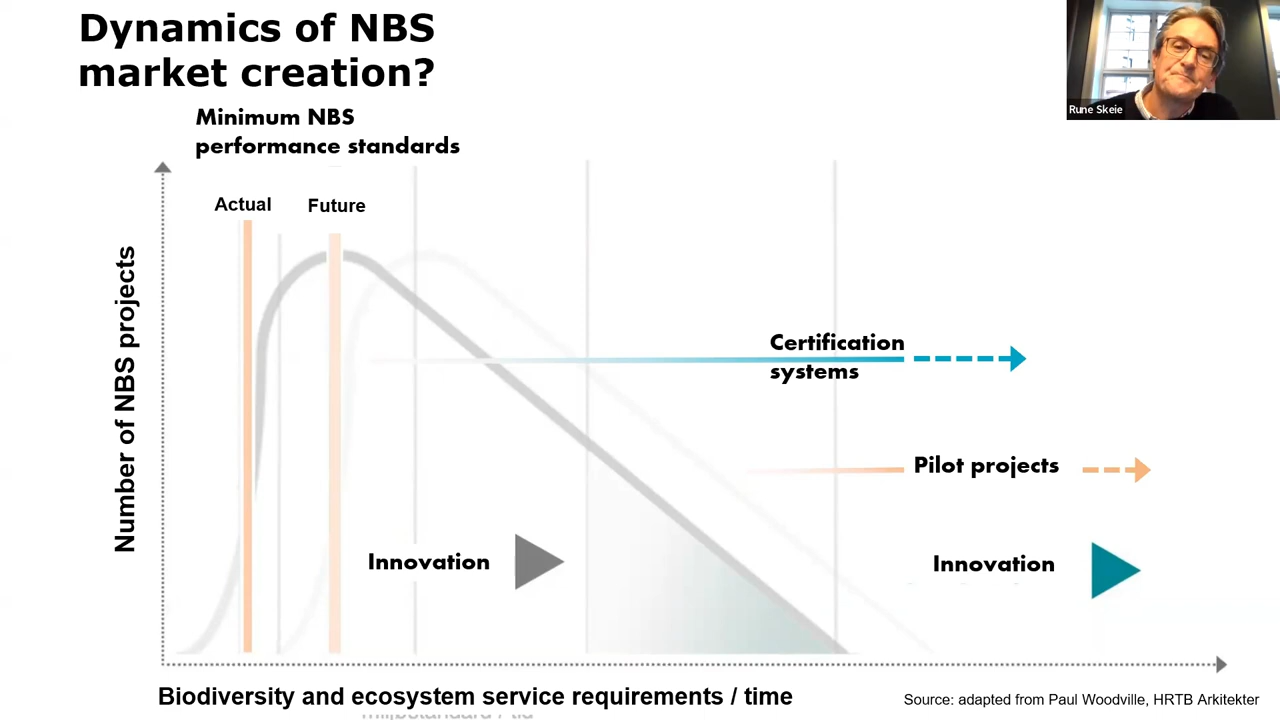 Dynamics of NBS
market creation?
Rune Skeie
Minimum NBS
performance standards
Actual
Future
Number of NBS projects
Certification
systems
Pilot projects
Innovation
Innovation
Biodiversity and ecosystem service requirements / time
Source: adapted from Paul Woodville, HRTB Arkitekter